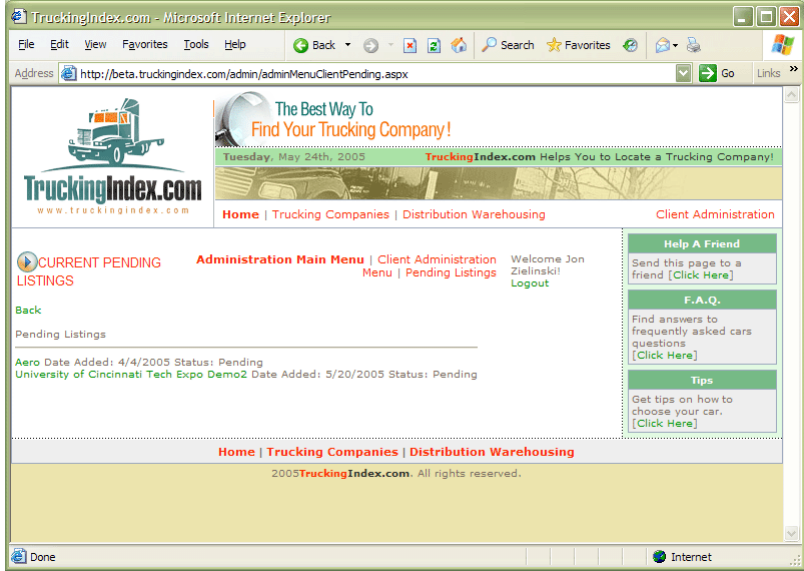 TruckingIndex.com - Microsoft Internet Explorer
File Edit View Favorites Tools Help Back Search Favorites
Address http://beta.truckingindex.com/admin/adminMenuClientPending.aspx Go Links »
The Best Way To
Find Your Trucking Company!
Tuesday, May 24th, 2005 TruckingIndex.com Helps You to Locate a Trucking Company!
TruckingIndex.com
www.truckingindex.com
Home | Trucking Companies | Distribution Warehousing Client Administration
CURRENT PENDING
LISTINGS
Administration Main Menu | Client Administration
Menu | Pending Listings
Welcome Jon
Zielinski!
Logout
Back
Pending Listings
Aero Date Added: 4/4/2005 Status: Pending
University of Cincinnati Tech Expo Demo2 Date Added: 5/20/2005 Status: Pending
Help A Friend
Send this page to a
friend [Click Here]
F.A.Q.
Find answers to
frequently asked cars
questions
[Click Here]
Tips
Get tips on how to
choose your car.
[Click Here]
Home | Trucking Companies | Distribution Warehousing
2005TruckingIndex.com. All rights reserved.
Done Internet